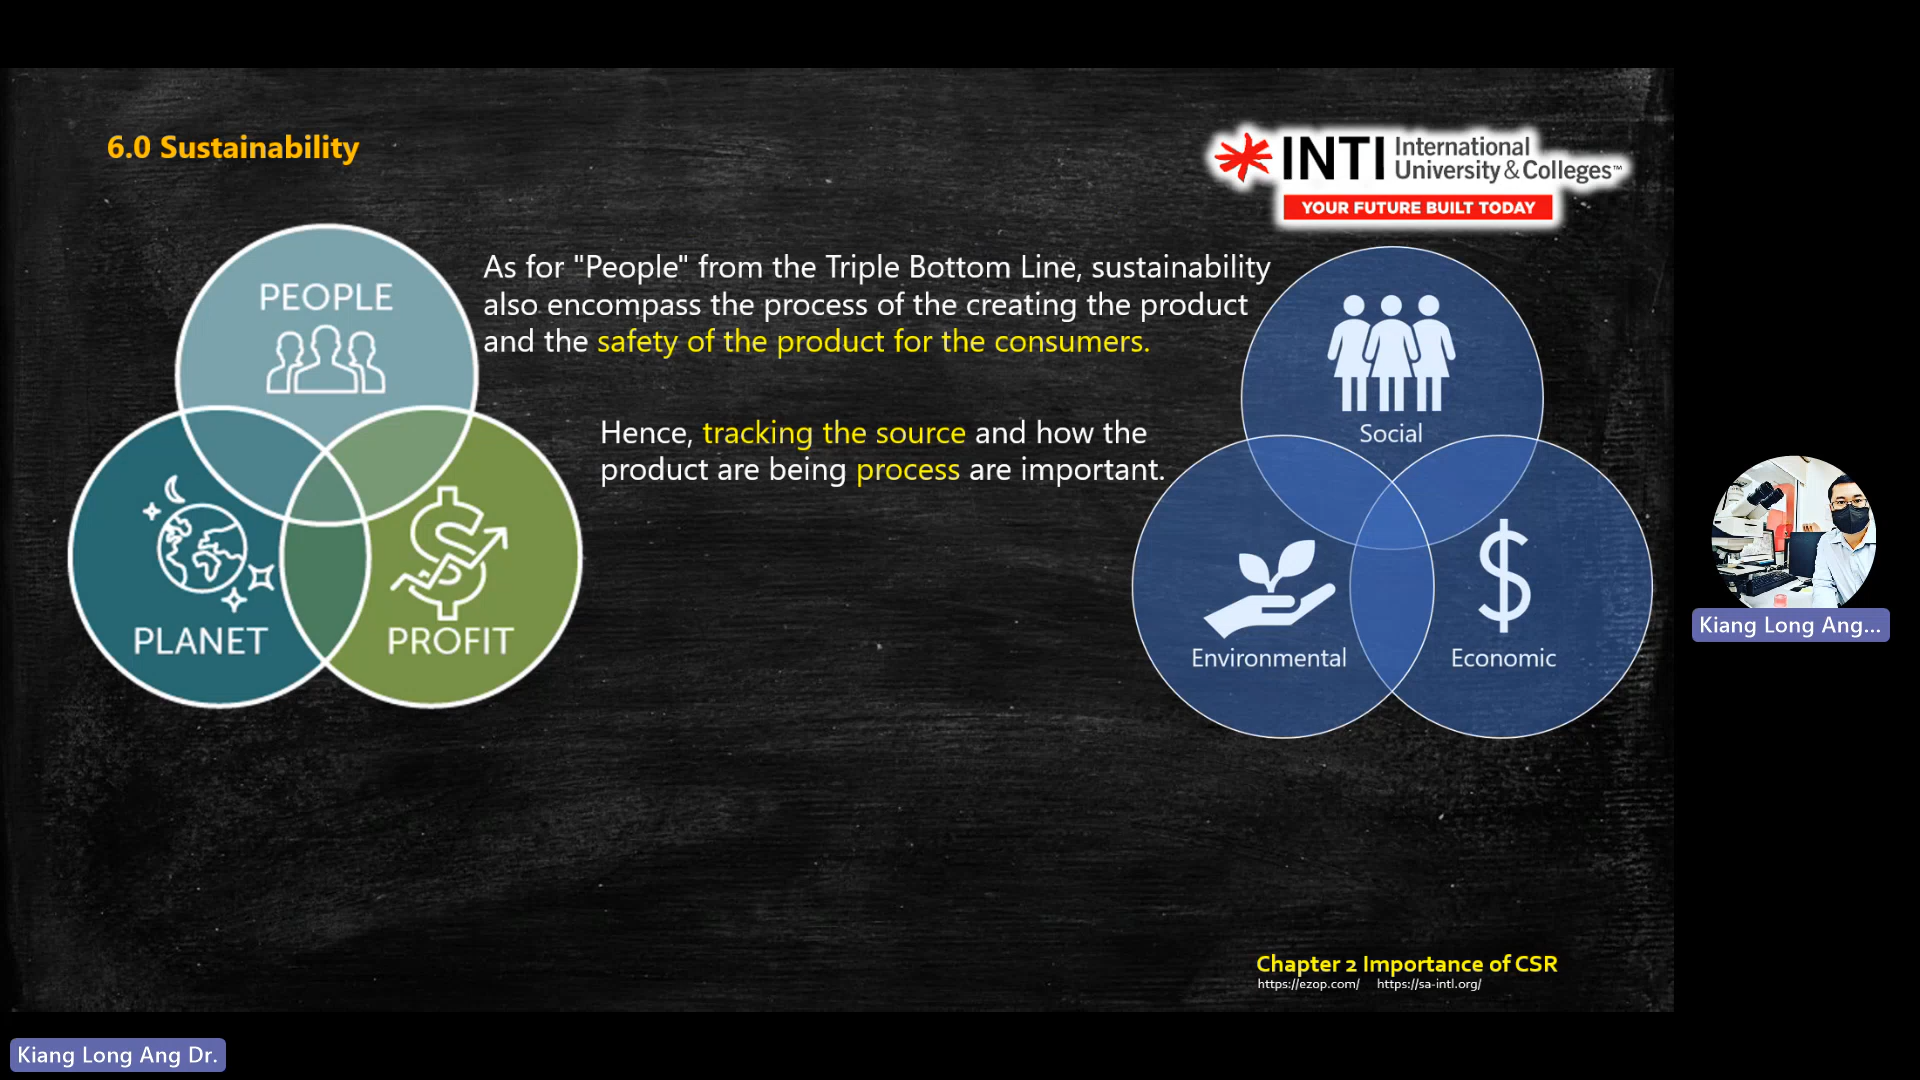 6.0 Sustainability
INTI International
University & Colleges™
YOUR FUTURE BUILT TODAY
PEOPLE
PLANET
PROFIT
As for "People" from the Triple Bottom Line, sustainability
also encompass the process of the creating the product
and the safety of the product for the consumers.
Hence, tracking the source and how the
product are being process are important.
Social
Environmental
Economic
Kiang Long Ang...
Chapter 2 Importance of CSR
https://ezop.com/ https://sa-intl.org/
Kiang Long Ang Dr.